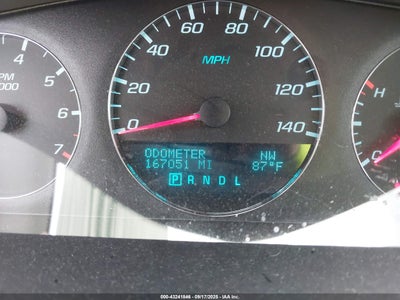 60 80
40 100
5
PM
000 6
20 120
MPH
H
7
0 140
7
ODOMETER NW
167051 MI 87°F
P R N D L
C
000-43241846 - 09/17/2025 - IAA Inc.